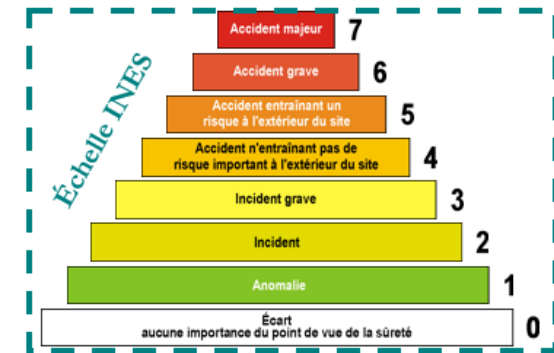 Échelle INES
Accident majeur 7
Accident grave 6
Accident entraînant un
risque à l'extérieur du site 5
Accident n'entraînant pas de
risque important à l'extérieur du site 4
Incident grave 3
Incident 2
Anomalie 1
Écart
aucune importance du point de vue de la sûreté 0